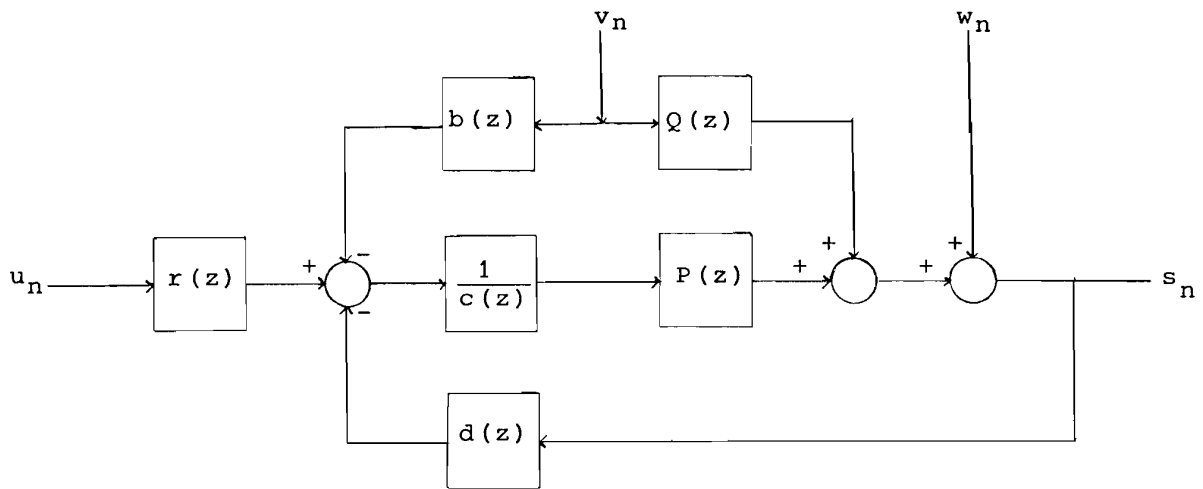 v_n w_n
b(z) Q(z)
- + +
u_n r(z) + 1/c(z) P(z) + + s_n
-
d(z)